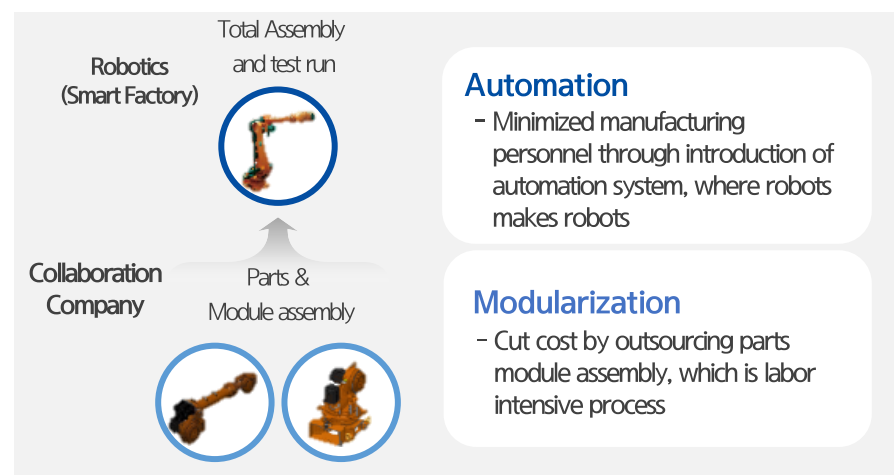 Total Assembly
and test run
Robotics
(Smart Factory)
Collaboration
Company
Parts &
Module assembly
Automation
- Minimized manufacturing
personnel through introduction of
automation system, where robots
makes robots
Modularization
- Cut cost by outsourcing parts
module assembly, which is labor
intensive process